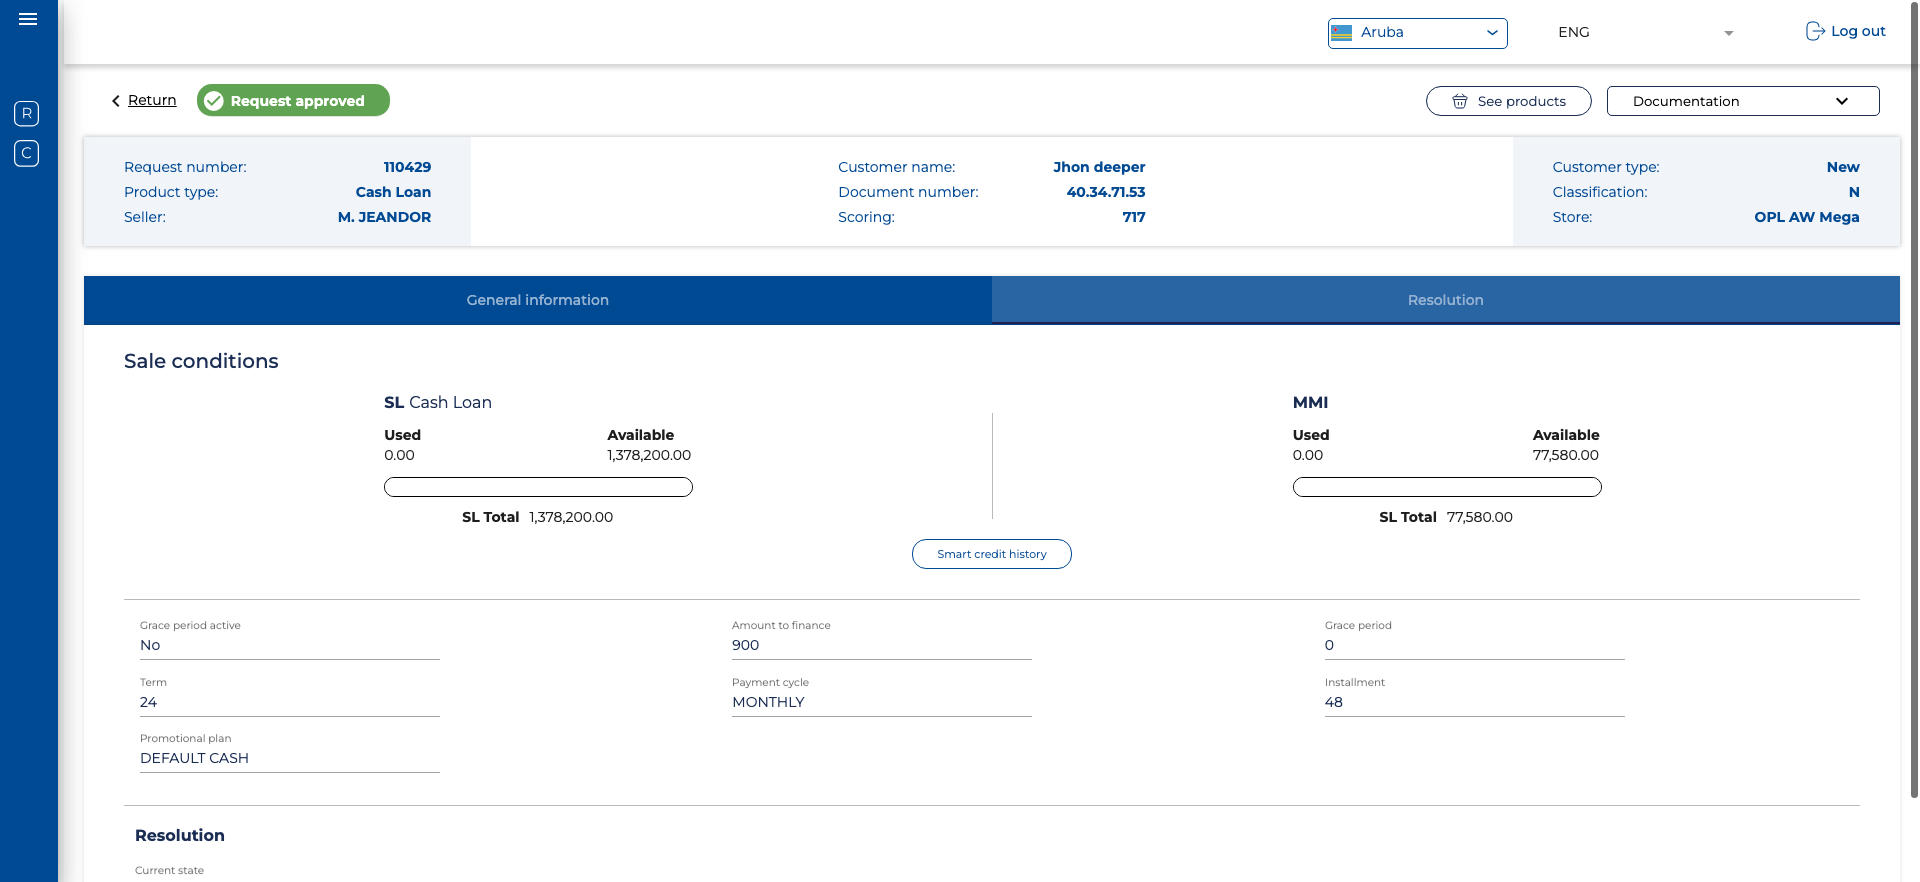 Aruba
ENG
Log out
R
C
Return
Request approved
See products
Documentation
Request number: 110429
Product type: Cash Loan
Seller: M. JEANDOR
Customer name: Jhon deeper
Document number: 40.34.71.53
Scoring: 717
Customer type: New
Classification: N
Store: OPL AW Mega
General information
Resolution
Sale conditions
SL Cash Loan
Used Available
0.00 1,378,200.00
SL Total 1,378,200.00
MMI
Used Available
0.00 77,580.00
SL Total 77,580.00
Smart credit history
Grace period active
No
Amount to finance
900
Grace period
0
Term
24
Payment cycle
MONTHLY
Installment
48
Promotional plan
DEFAULT CASH
Resolution
Current state